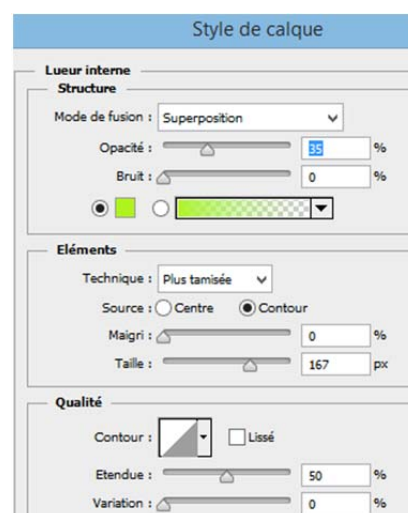 Style de calque
Lueur interne
Structure
Mode de fusion : Superposition
Opacité : 35 %
Bruit : 0 %
Eléments
Technique : Plus tamisée
Source : Centre Contour
Maigri : 0 %
Taille : 167 px
Qualité
Contour : Lissé
Etendue : 50 %
Variation : 0 %